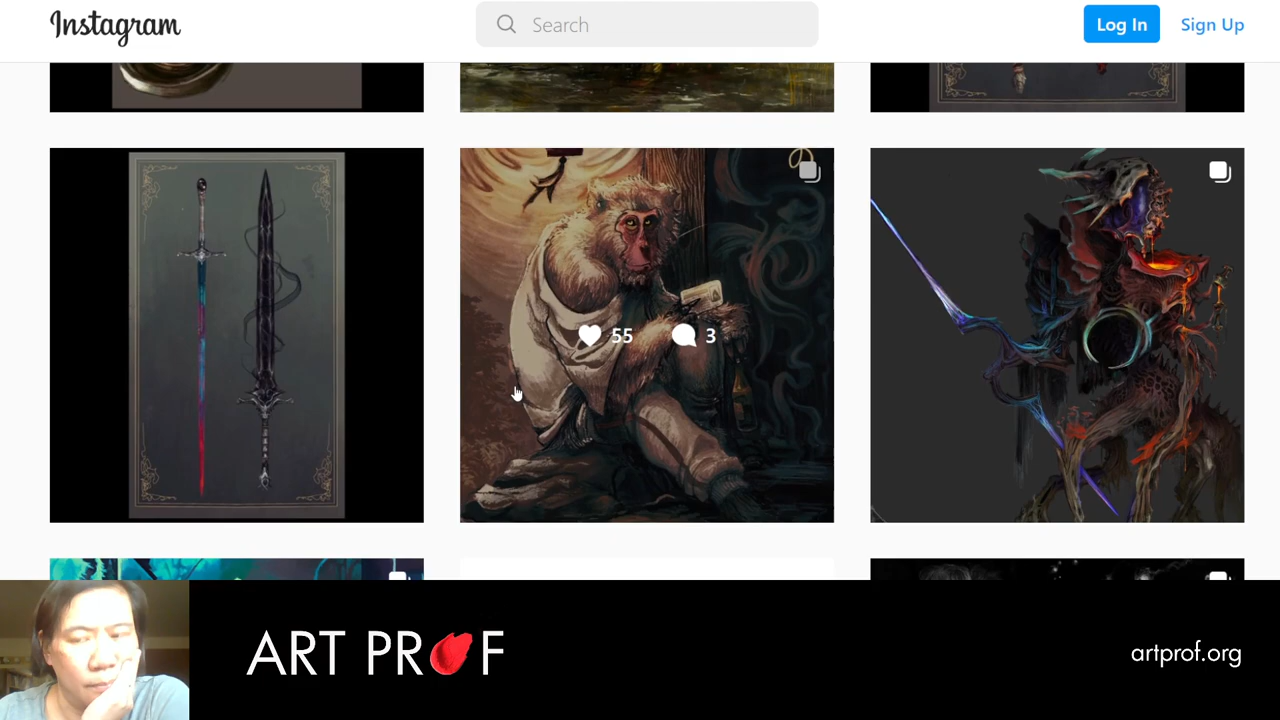 Instagram
Search
Log In
Sign Up
55
3
ART PROF
artprof.org